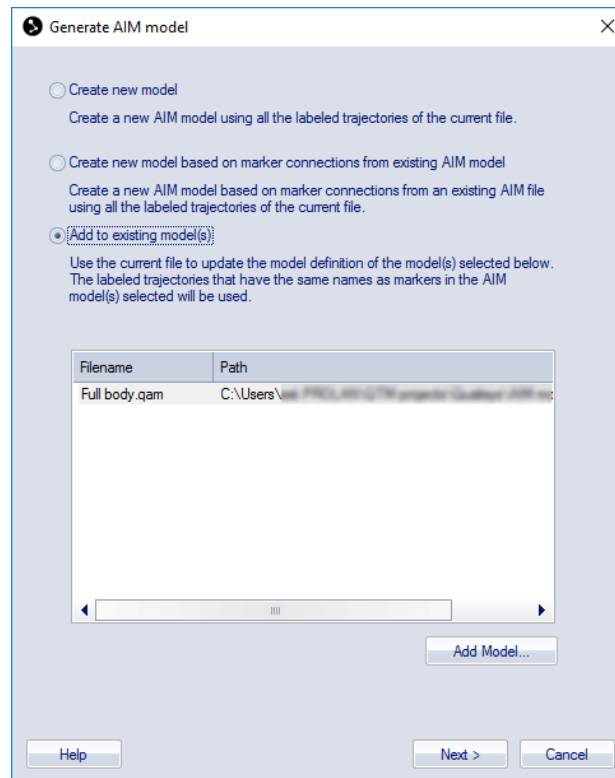 Generate AIM model
Create new model
Create a new AIM model using all the labeled trajectories of the current file.
Create new model based on marker connections from existing AIM model
Create a new AIM model based on marker connections from an existing AIM file
using all the labeled trajectories of the current file.
Add to existing model(s)
Use the current file to update the model definition of the model(s) selected below.
The labeled trajectories that have the same names as markers in the AIM
model(s) selected will be used.
Filename Path
Full body.qam C:\Users\
Add Model...
Help Next > Cancel